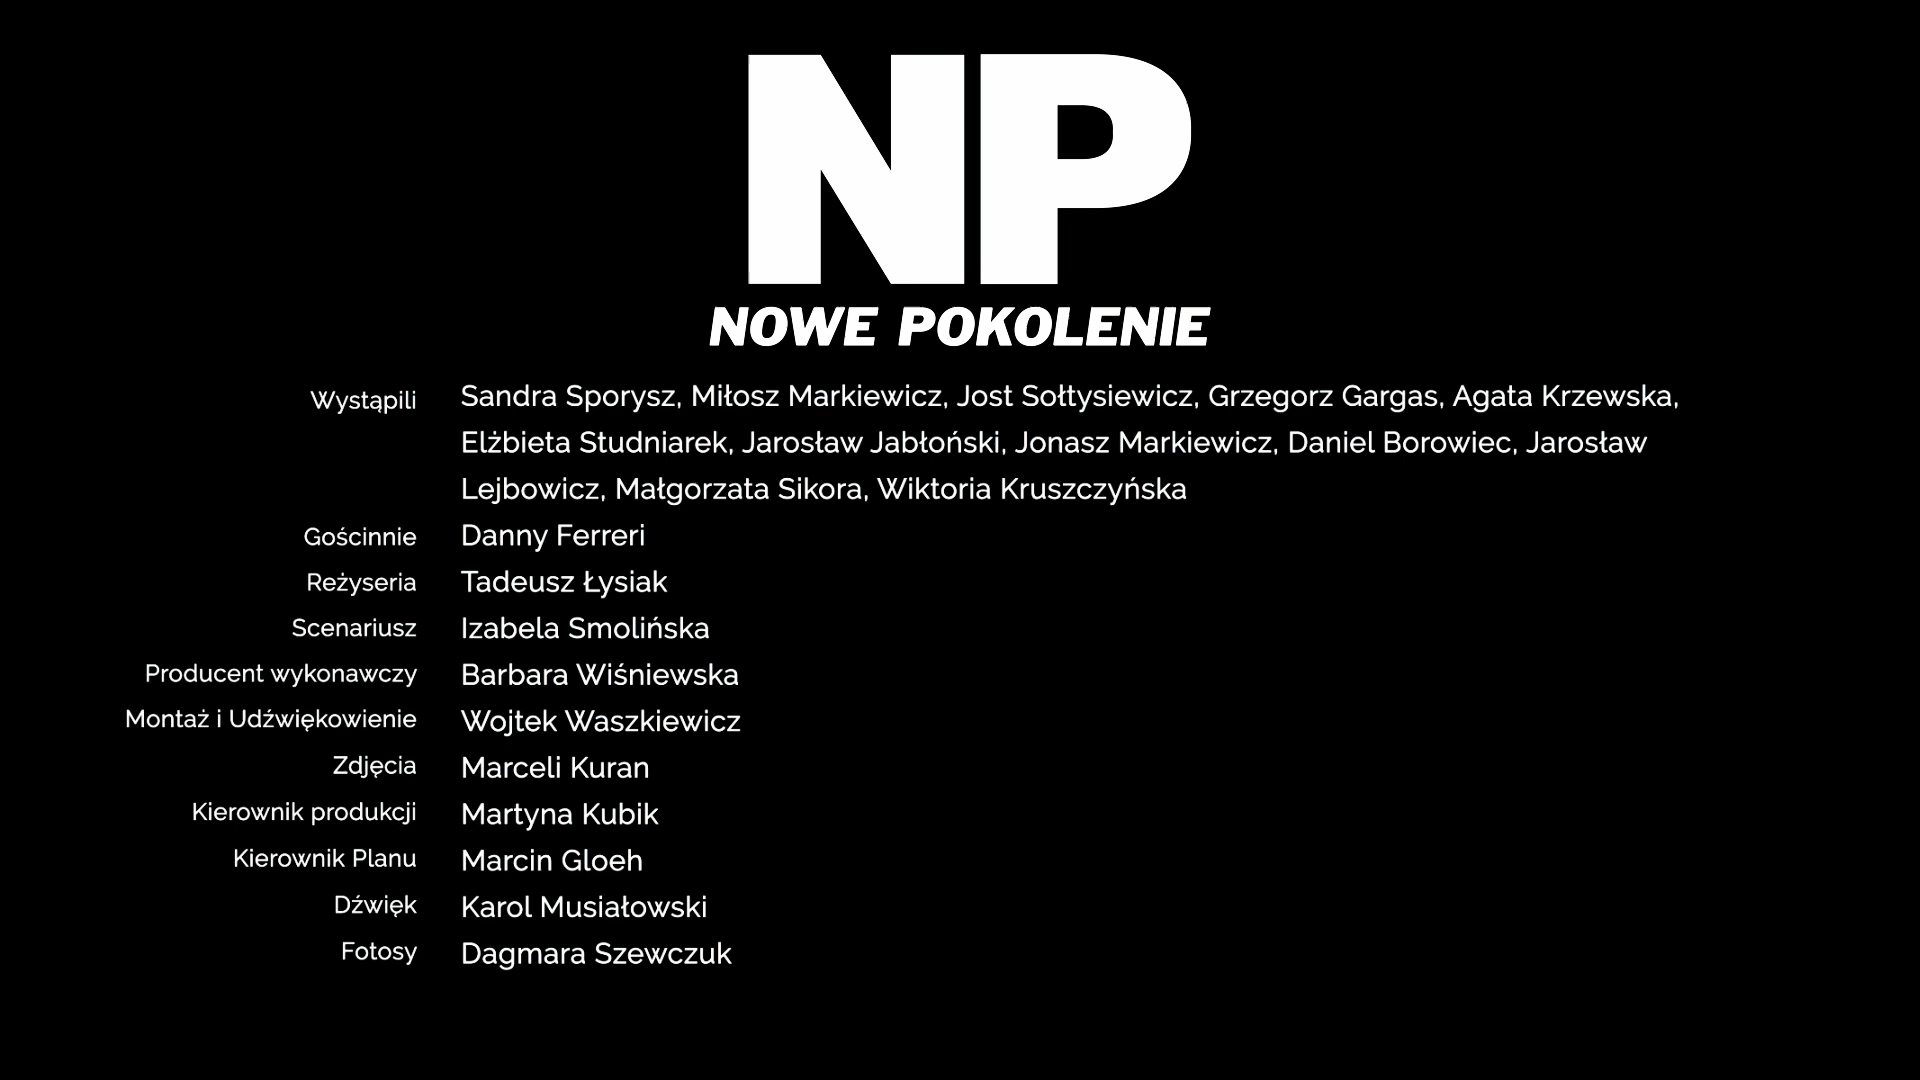 NP
NOWE POKOLENIE
Wystąpili Sandra Sporysz, Miłosz Markiewicz, Jost Sołtysiewicz, Grzegorz Gargas, Agata Krzewska,
Elżbieta Studniarek, Jarosław Jabłoński, Jonasz Markiewicz, Daniel Borowiec, Jarosław
Lejbowicz, Małgorzata Sikora, Wiktoria Kruszczyńska
Gościnnie Danny Ferreri
Reżyseria Tadeusz Łysiak
Scenariusz Izabela Smolińska
Producent wykonawczy Barbara Wiśniewska
Montaż i Udźwiękowienie Wojtek Waszkiewicz
Zdjęcia Marceli Kuran
Kierownik produkcji Martyna Kubik
Kierownik Planu Marcin Gloeh
Dźwięk Karol Musiałowski
Fotosy Dagmara Szewczuk